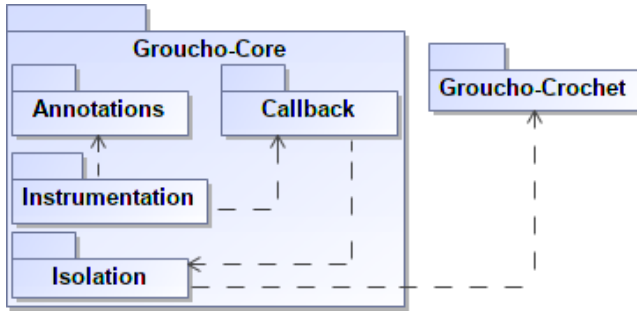 Groucho-Core
Annotations
Callback
Groucho-Crochet
Instrumentation
Isolation